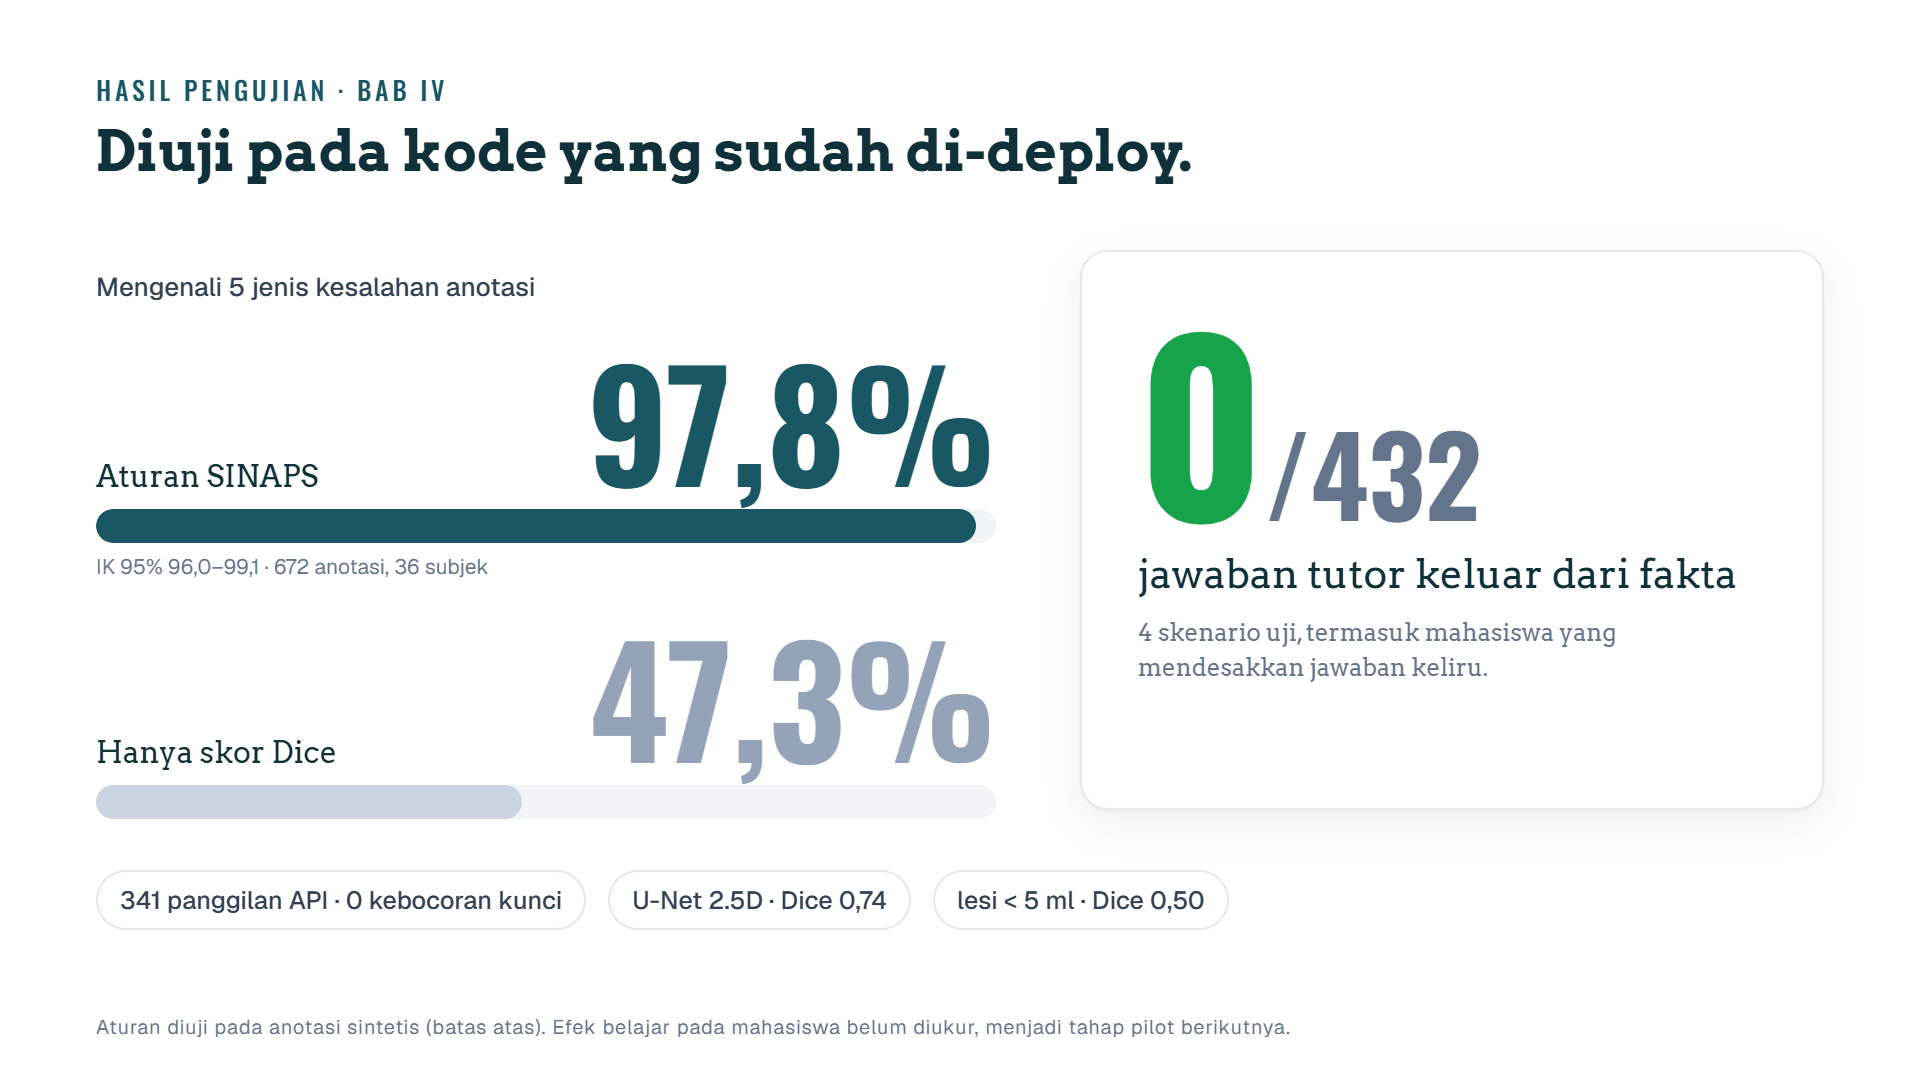 HASIL PENGUJIAN · BAB IV
Diuji pada kode yang sudah di-deploy.
Mengenali 5 jenis kesalahan anotasi
Aturan SINAPS
97,8%
IK 95% 96,0–99,1 · 672 anotasi, 36 subjek
Hanya skor Dice
47,3%
0/432
jawaban tutor keluar dari fakta
4 skenario uji, termasuk mahasiswa yang
mendesakkan jawaban keliru.
341 panggilan API · 0 kebocoran kunci
U-Net 2.5D · Dice 0,74
lesi < 5 ml · Dice 0,50
Aturan diuji pada anotasi sintetis (batas atas). Efek belajar pada mahasiswa belum diukur, menjadi tahap pilot berikutnya.